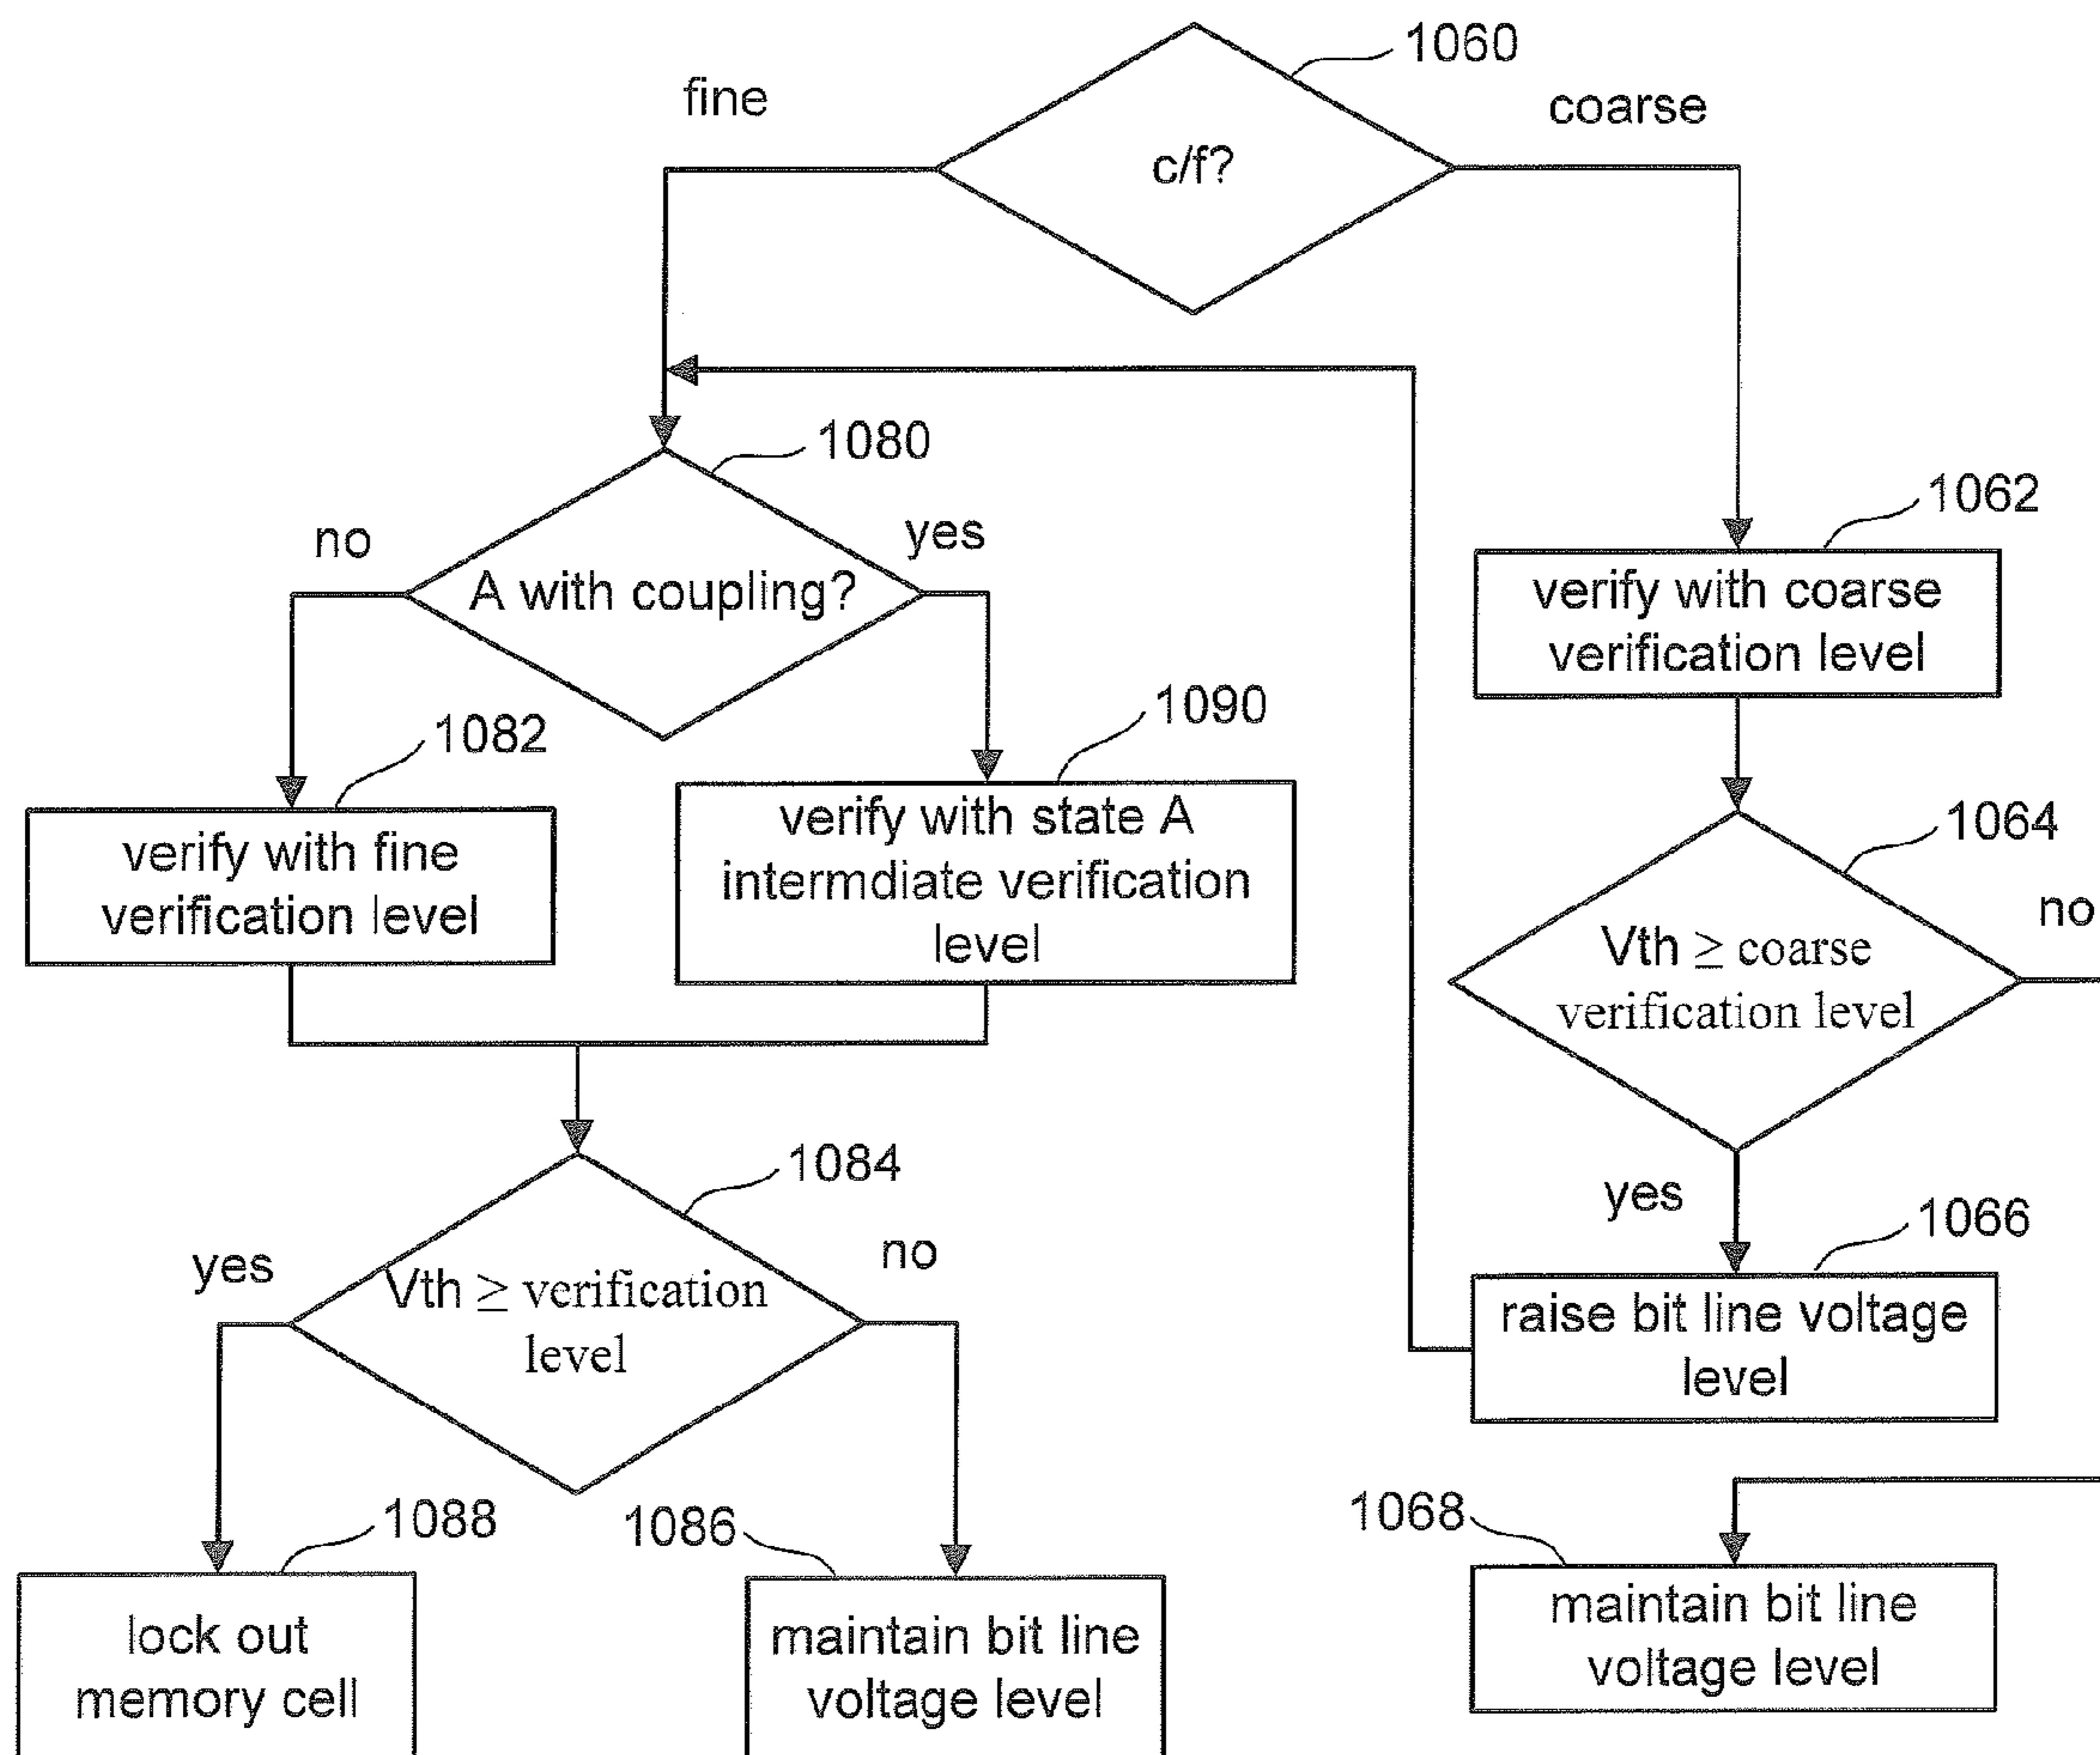 1060
fine
coarse
c/f?
1080
no
yes
A with coupling?
1062
verify with coarse
verification level
1082
1090
verify with fine
verification level
verify with state A
intermdiate verification
level
1064
no
Vth ≥ coarse
verification level
1084
yes
no
Vth ≥ verification
level
yes
1066
raise bit line voltage
level
1088
lock out
memory cell
1086
maintain bit line
voltage level
1068
maintain bit line
voltage level